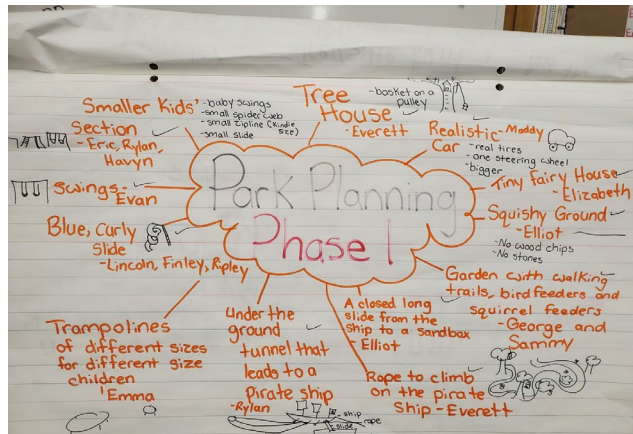 Park Planning
Phase 1
Smaller Kids'
Section
- Eric, Rylan,
Havyn
- baby swings
- small spider web
- small zipline (Kindie
size)
- small slide
Tree
House
- Everett
- basket on a
pulley
Realistic - Maddy
Car
- real tires
- one steering wheel
- bigger
Tiny Fairy House
- Elizabeth
Squishy Ground
- Elliot
- No wood chips
- No stones
Garden with walking
trails, birdfeeders and
squirrel feeders
- George and
Sammy
Rope to climb
on the pirate
Ship - Everett
A closed long
slide from the
ship to a sandbox
- Elliot
Under the
ground
tunnel that
leads to a
pirate ship
- Rylan
- ship
rope
slide
Trampolines
of different sizes
for different size
children
- Emma
Blue, Curly
Slide
- Lincoln, Finley, Ripley
Swings -
Evan